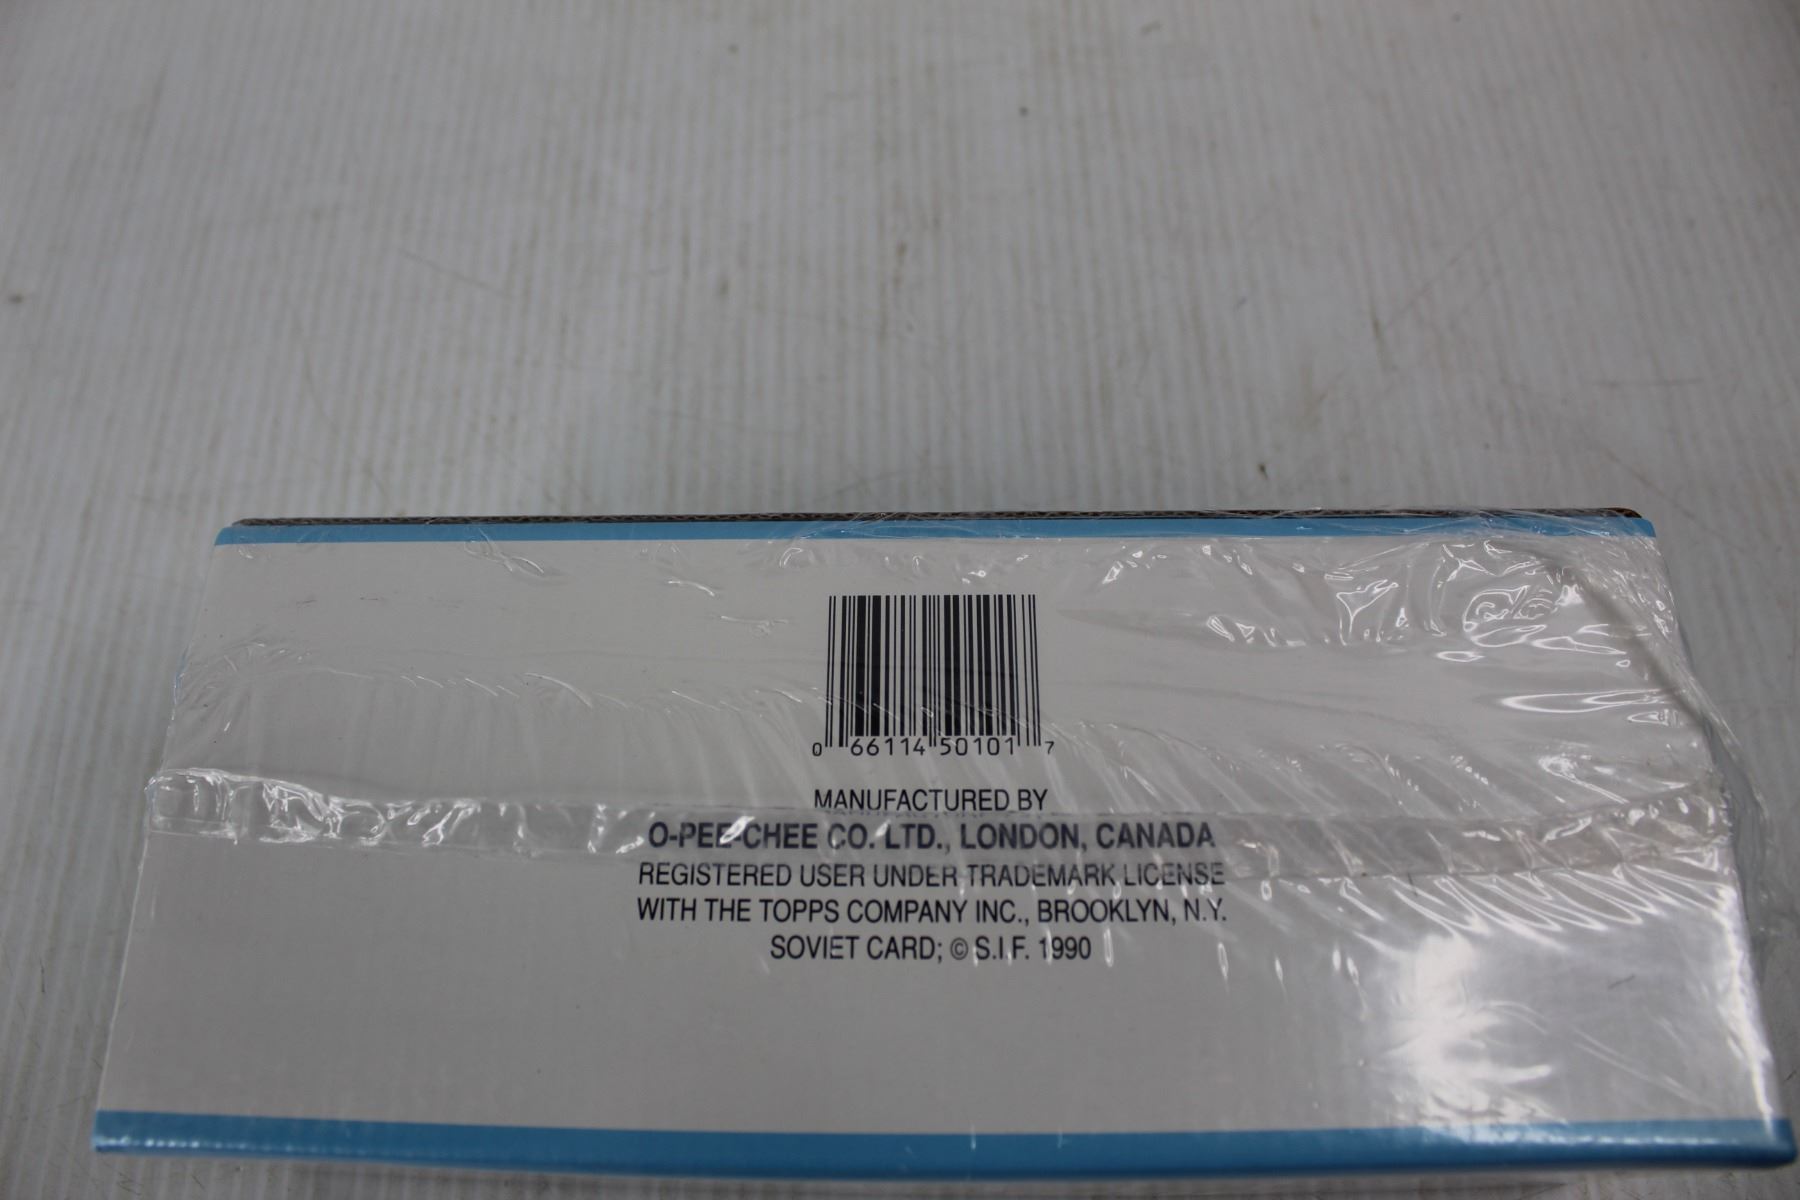 0 66114 50101 7
MANUFACTURED BY
O-PEE-CHEE CO. LTD., LONDON, CANADA
REGISTERED USER UNDER TRADEMARK LICENSE
WITH THE TOPPS COMPANY INC., BROOKLYN, N.Y.
SOVIET CARD; © S.I.F. 1990